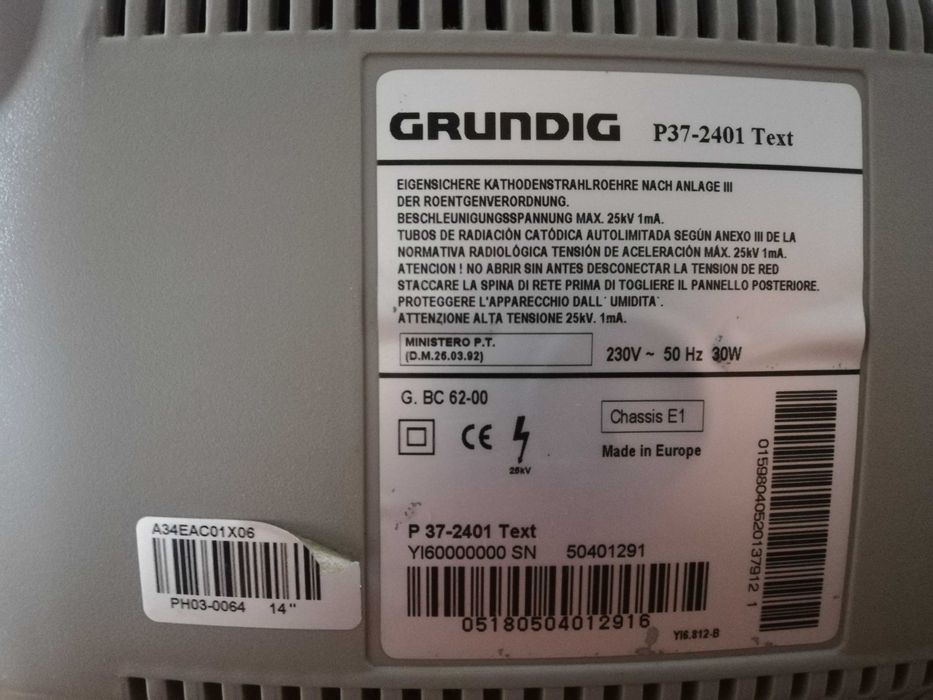 GRUNDIG P37-2401 Text
EIGENSICHERE KATHODENSTRAHLROEHRE NACH ANLAGE III
DER ROENTGENVERORDNUNG.
BESCHLEUNIGUNGSSPANNUNG MAX. 25kV 1mA.
TUBOS DE RADIACIÓN CATÓDICA AUTOLIMITADA SEGÚN ANEXO III DE LA
NORMATIVA RADIOLÓGICA TENSIÓN DE ACELERACIÓN MÁX. 25kV 1mA.
ATENCION ! NO ABRIR SIN ANTES DESCONECTAR LA TENSION DE RED
STACCARE LA SPINA DI RETE PRIMA DI TOGLIERE IL PANNELLO POSTERIORE.
PROTEGGERE L'APPARECCHIO DALL' UMIDITA'.
ATTENZIONE ALTA TENSIONE 25kV. 1mA.
MINISTERO P.T.
(D.M.26.03.92)
230V ~ 50 Hz 30W
G. BC 62-00
CE
25kV
Chassis E1
Made in Europe
P 37-2401 Text
YI60000000 SN 50401291
05180504012916
YI6.812-B
01598040520137912 1
A34EAC01X06
PH03-0064 14"